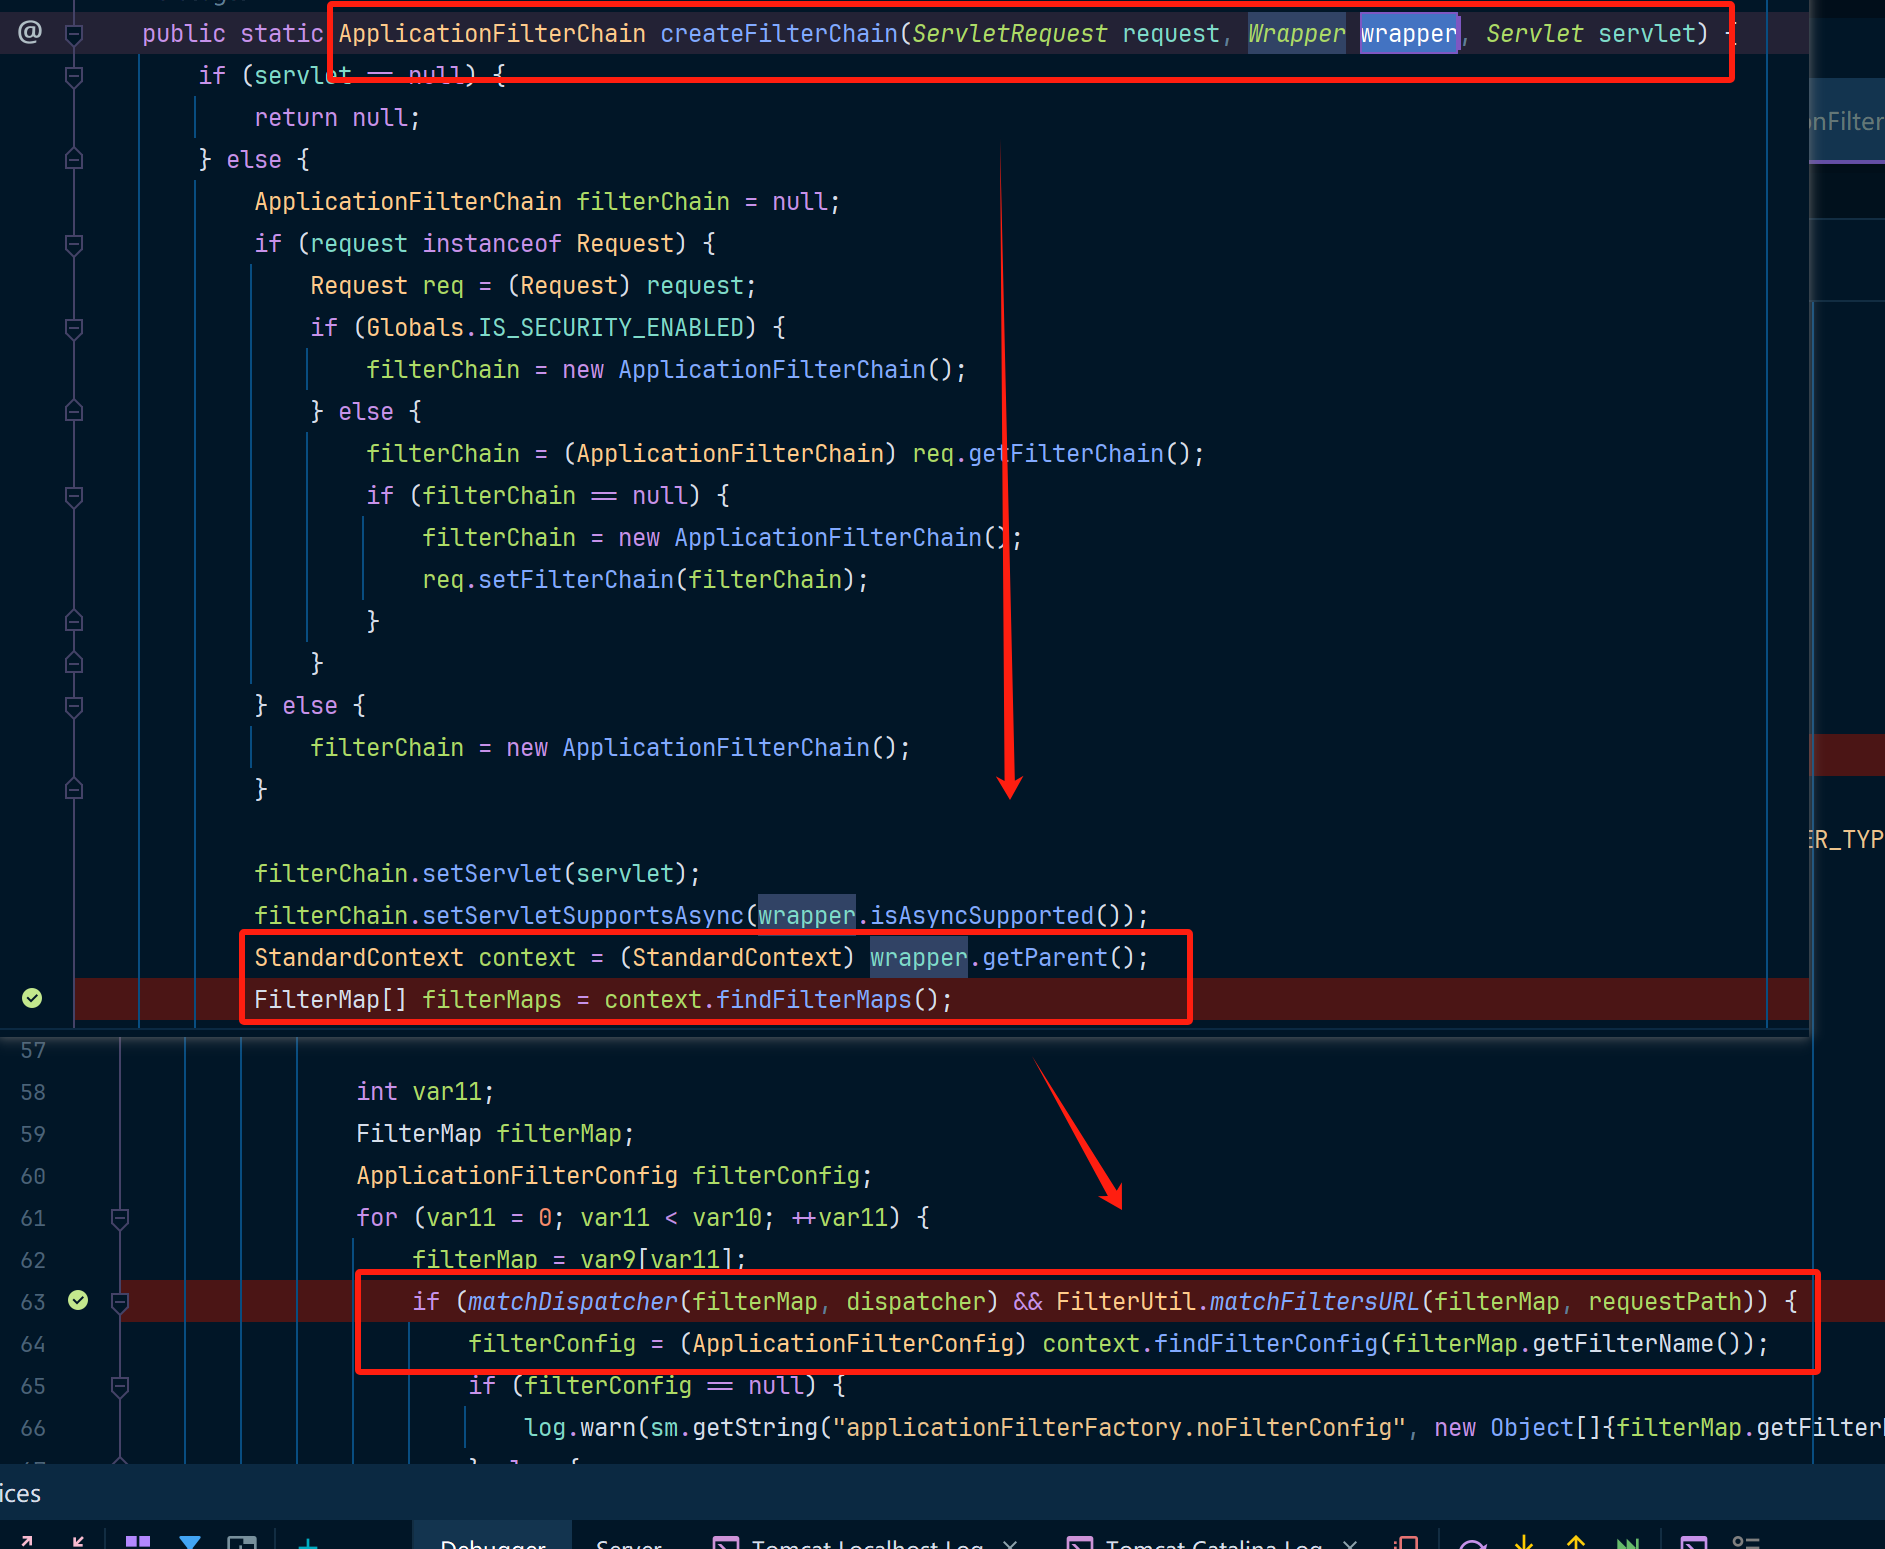 @ public static ApplicationFilterChain createFilterChain(ServletRequest request, Wrapper wrapper, Servlet servlet) {
if (servlet == null) {
return null;
} else {
ApplicationFilterChain filterChain = null;
if (request instanceof Request) {
Request req = (Request) request;
if (Globals.IS_SECURITY_ENABLED) {
filterChain = new ApplicationFilterChain();
} else {
filterChain = (ApplicationFilterChain) req.getFilterChain();
if (filterChain == null) {
filterChain = new ApplicationFilterChain();
req.setFilterChain(filterChain);
}
}
} else {
filterChain = new ApplicationFilterChain();
}
filterChain.setServlet(servlet);
filterChain.setServletSupportsAsync(wrapper.isAsyncSupported());
StandardContext context = (StandardContext) wrapper.getParent();
FilterMap[] filterMaps = context.findFilterMaps();
onFilter
ER_TYP
57
58 int var11;
59 FilterMap filterMap;
60 ApplicationFilterConfig filterConfig;
61 for (var11 = 0; var11 < var10; ++var11) {
62 filterMap = var9[var11];
63 if (matchDispatcher(filterMap, dispatcher) && FilterUtil.matchFiltersURL(filterMap, requestPath)) {
64 filterConfig = (ApplicationFilterConfig) context.findFilterConfig(filterMap.getFilterName());
65 if (filterConfig == null) {
66 log.warn(sm.getString("applicationFilterFactory.noFilterConfig", new Object[]{filterMap.getFilter
ices
Debugger Server Tomcat Localhost Log × Tomcat Catalina Log ×